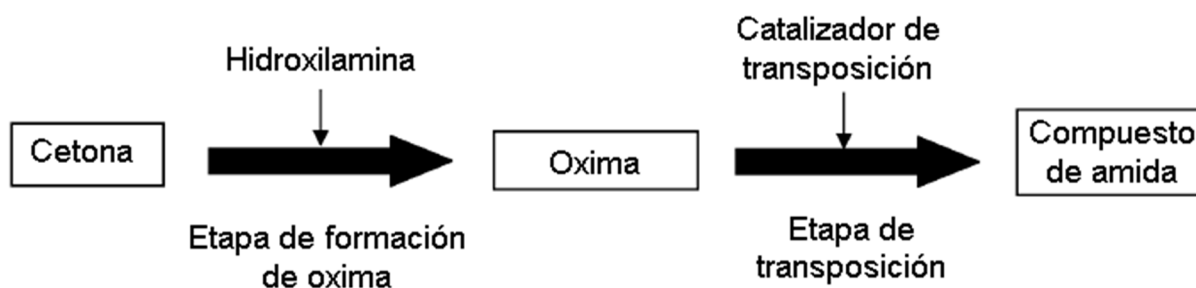 Hidroxilamina
Catalizador de
transposición
Cetona
Oxima
Compuesto
de amida
Etapa de formación
de oxima
Etapa de
transposición